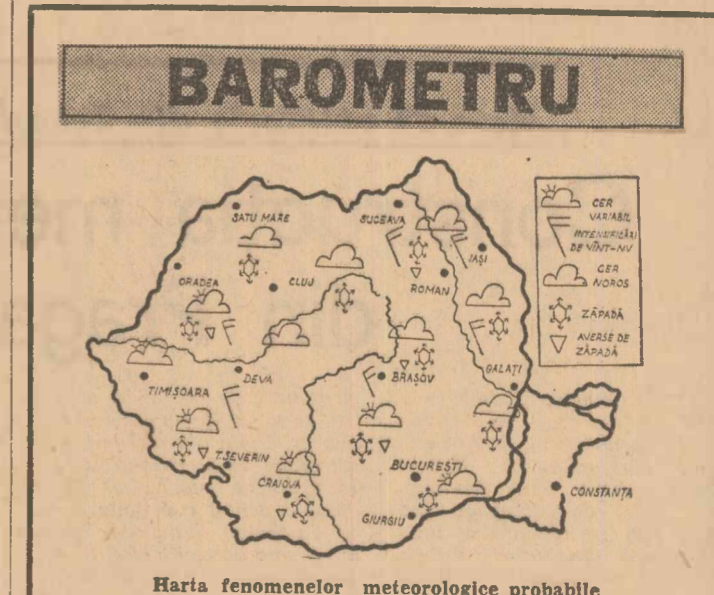 BAROMETRU
SATU MARE
SUCEAVA
IAȘI
ORADEA
CLUJ
ROMAN
CER
VARIABIL
INTENSIFICĂRI
DE VÎNT-NV
CER
NOROS
ZĂPADĂ
AVERSE DE
ZĂPADĂ
TIMIȘOARA
DEVA
BRAȘOV
GALAȚI
T.SEVERIN
CRAIOVA
BUCUREȘTI
GIURGIU
CONSTANȚA
Harta fenomenelor meteorologice probabile